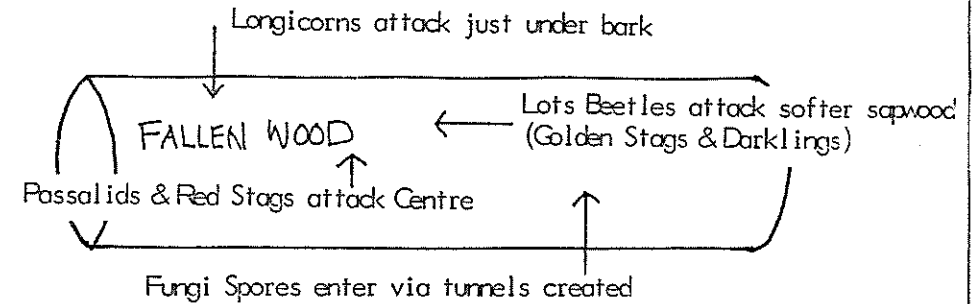 Longicorns attack just under bark
Lots Beetles attack softer sapwood
FALLEN WOOD
(Golden Stags & Darklings)
Passalids & Red Stags attack Centre
Fungi Spores enter via tunnels created